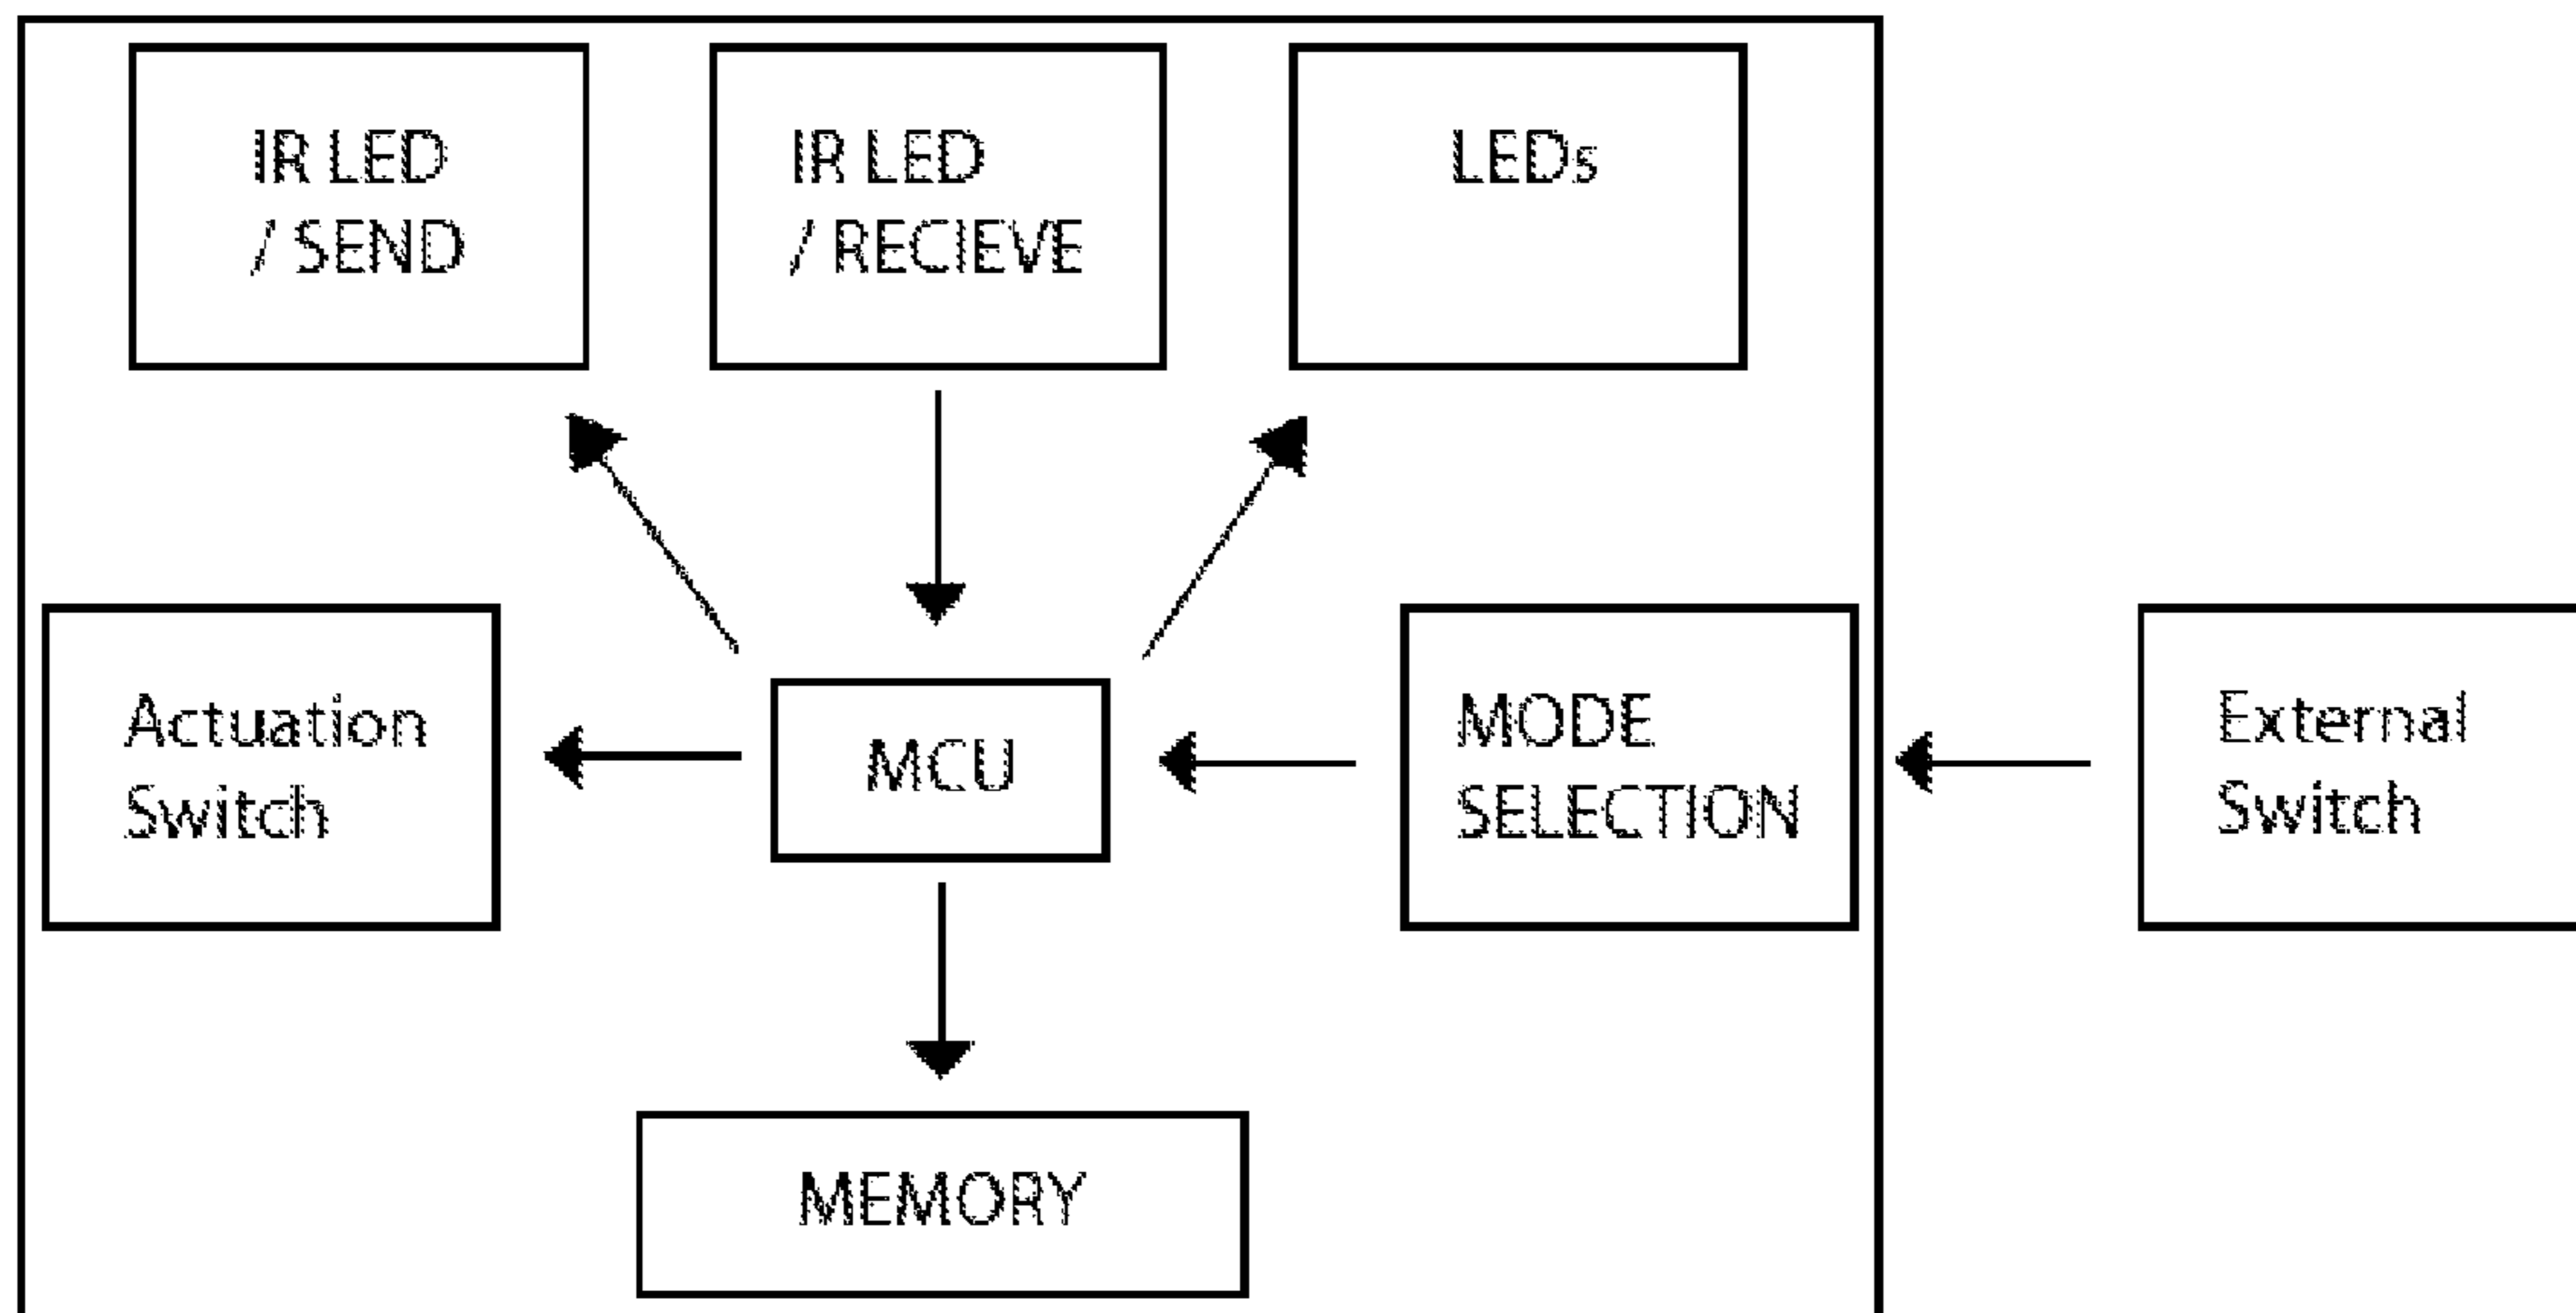 IR LED
/ SEND
IR LED
/ RECIEVE
LEDs
Actuation
Switch
MCU
MODE
SELECTION
External
Switch
MEMORY